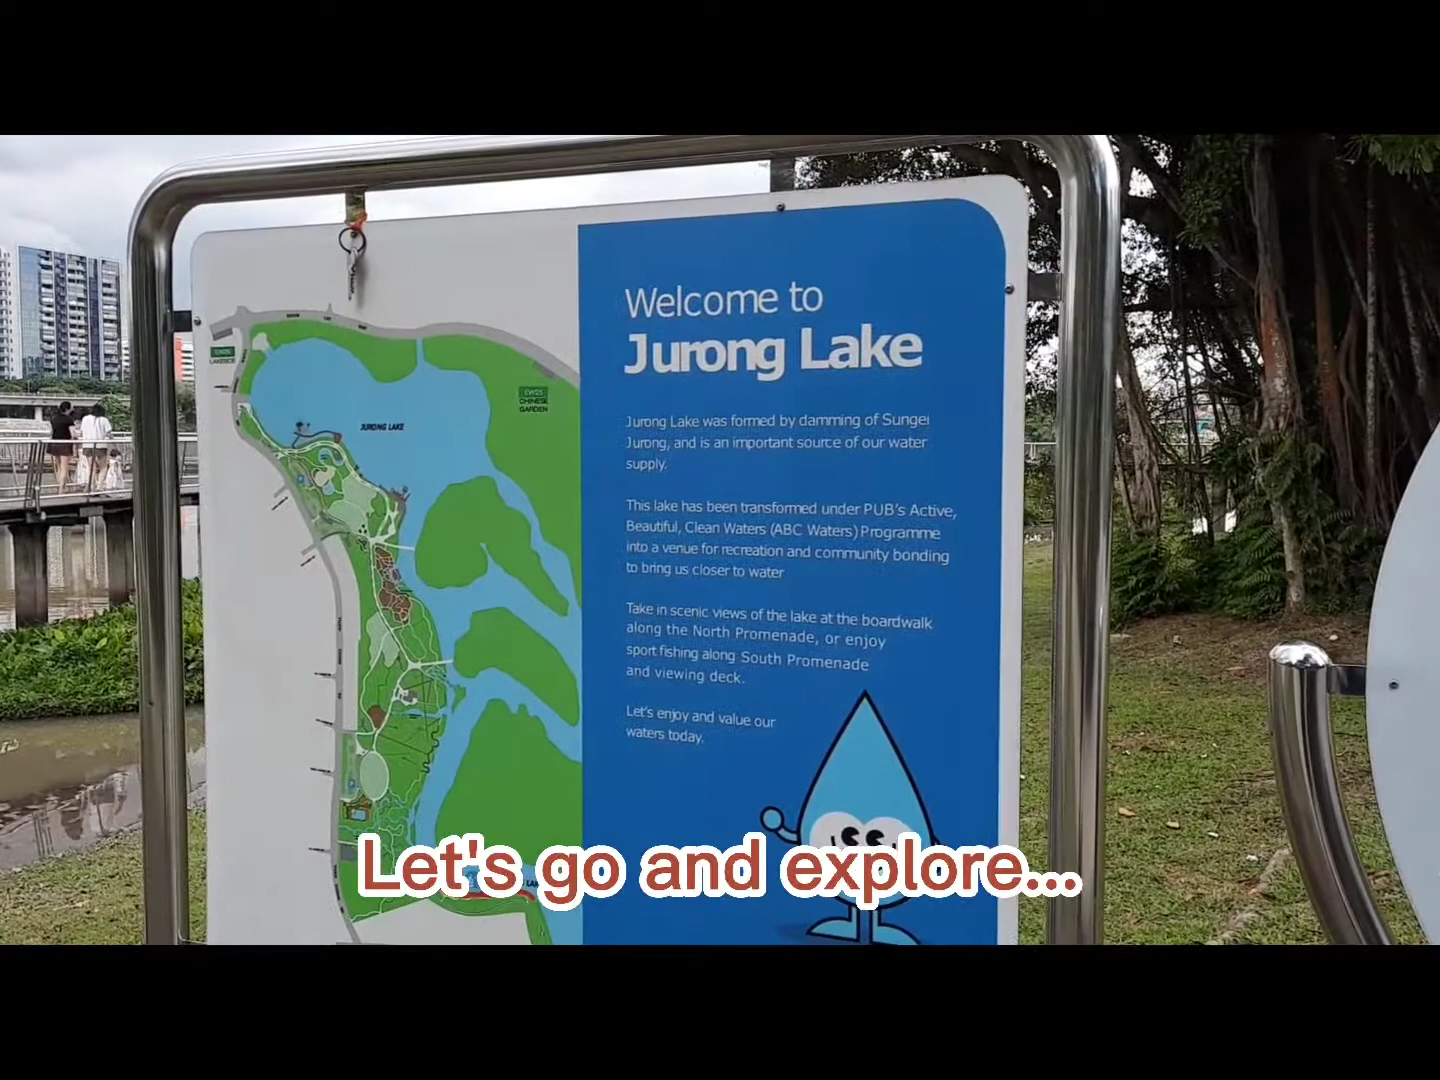 Welcome to
Jurong Lake
Jurong Lake was formed by damming of Sungei
Jurong, and is an important source of our water
supply.
This lake has been transformed under PUB's Active,
Beautiful, Clean Waters (ABC Waters) Programme
into a venue for recreation and community bonding
to bring us closer to water
Take in scenic views of the lake at the boardwalk
along the North Promenade, or enjoy
sport fishing along South Promenade
and viewing deck.
Let's enjoy and value our
waters today.
LAKESIDE
EW25
CHINESE
GARDEN
JURONG LAKE
Let's go and explore...